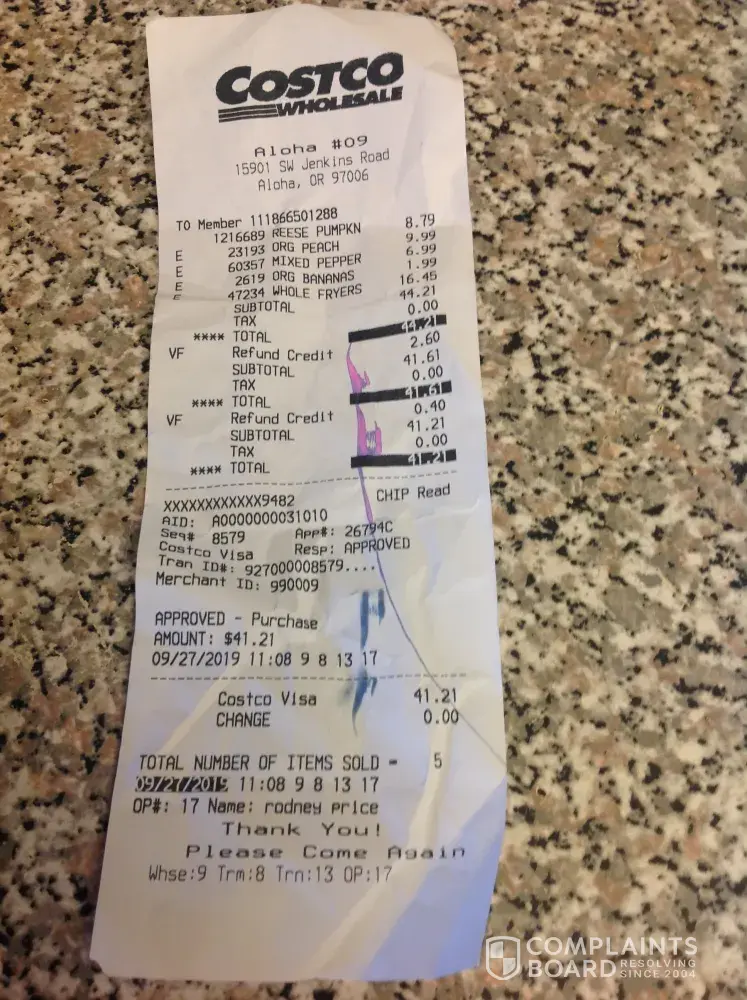 COSTCO
WHOLESALE
Aloha #09
15901 SW Jenkins Road
Aloha, OR 97006
TO Member 111866501288
1216689 REESE PUMPKN 8.79
E 23193 ORG PEACH 9.99
E 60357 MIXED PEPPER 6.99
E 2619 ORG BANANAS 1.99
E 47234 WHOLE FRYERS 16.45
SUBTOTAL 44.21
TAX 0.00
**** TOTAL 44.21
VF Refund Credit 2.60
SUBTOTAL 41.61
TAX 0.00
**** TOTAL 41.61
VF Refund Credit 0.40
SUBTOTAL 41.21
TAX 0.00
**** TOTAL 41.21
XXXXXXXXXXXX9482 CHIP Read
AID: A0000000031010
Seq# 8579 App#: 26794C
Costco Visa Resp: APPROVED
Tran ID#: 927000008579....
Merchant ID: 990009
APPROVED - Purchase
AMOUNT: $41.21
09/27/2019 11:08 9 8 13 17
Costco Visa 41.21
CHANGE 0.00
TOTAL NUMBER OF ITEMS SOLD = 5
09/27/2019 11:08 9 8 13 17
OP#: 17 Name: rodney price
Thank You!
Please Come Again
Whse:9 Trm:8 Trn:13 OP:17
COMPLAINTS
BOARD RESOLVING SINCE 2004